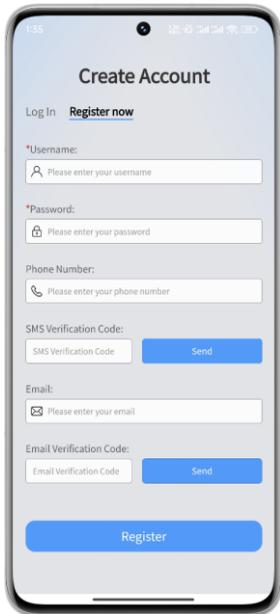 1:35
Create Account
Log In Register now
*Username:
Please enter your username
*Password:
Please enter your password
Phone Number:
Please enter your phone number
SMS Verification Code:
SMS Verification Code Send
Email:
Please enter your email
Email Verification Code:
Email Verification Code Send
Register